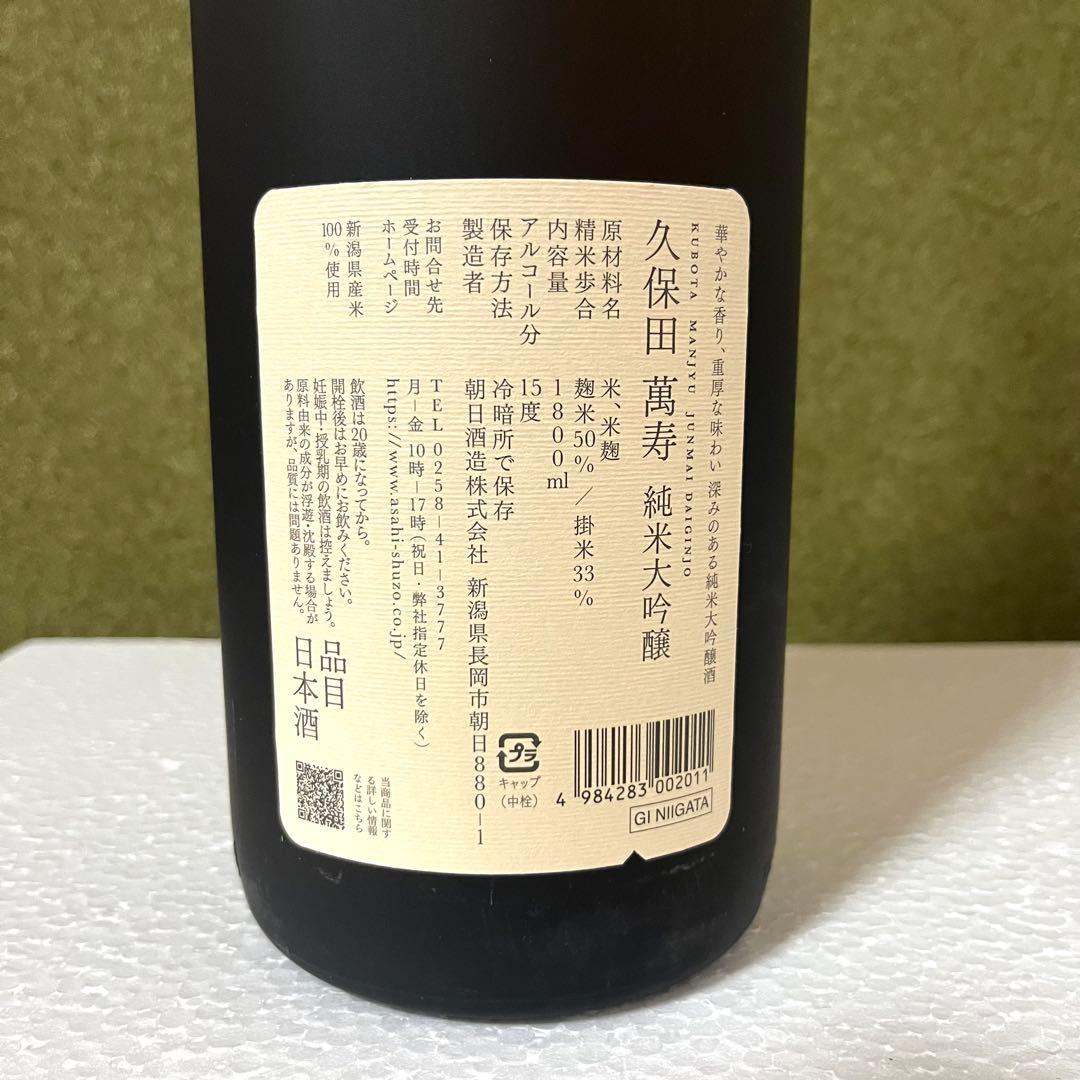 華やかな香り、重厚な味わい 深みのある純米大吟醸酒
KUBOTA MANJYU JUNMAI DAIGINJO
久保田 萬寿 純米大吟醸
原材料名 米、米麹
精米歩合 麹米50% ／ 掛米33%
内容量 1800ml
アルコール分 15度
保存方法 冷暗所で保存
製造者 朝日酒造株式会社 新潟県長岡市朝日880-1
お問合せ先 TEL 0258-41-3777
受付時間 月-金 10時-17時(祝日・弊社指定休日を除く)
ホームページ https://www.asahi-shuzo.co.jp/
新潟県産米
100%使用
飲酒は20歳になってから。
開栓後はお早めにお飲みください。
妊娠中・授乳期の飲酒は控えましょう。
原料由来の成分が浮遊・沈殿する場合が
ありますが、品質には問題ありません。
品目
日本酒
当商品に関す
る詳しい情報
などはこちら
プラ
キャップ
(中栓)
4 984283 002011
GI NIIGATA